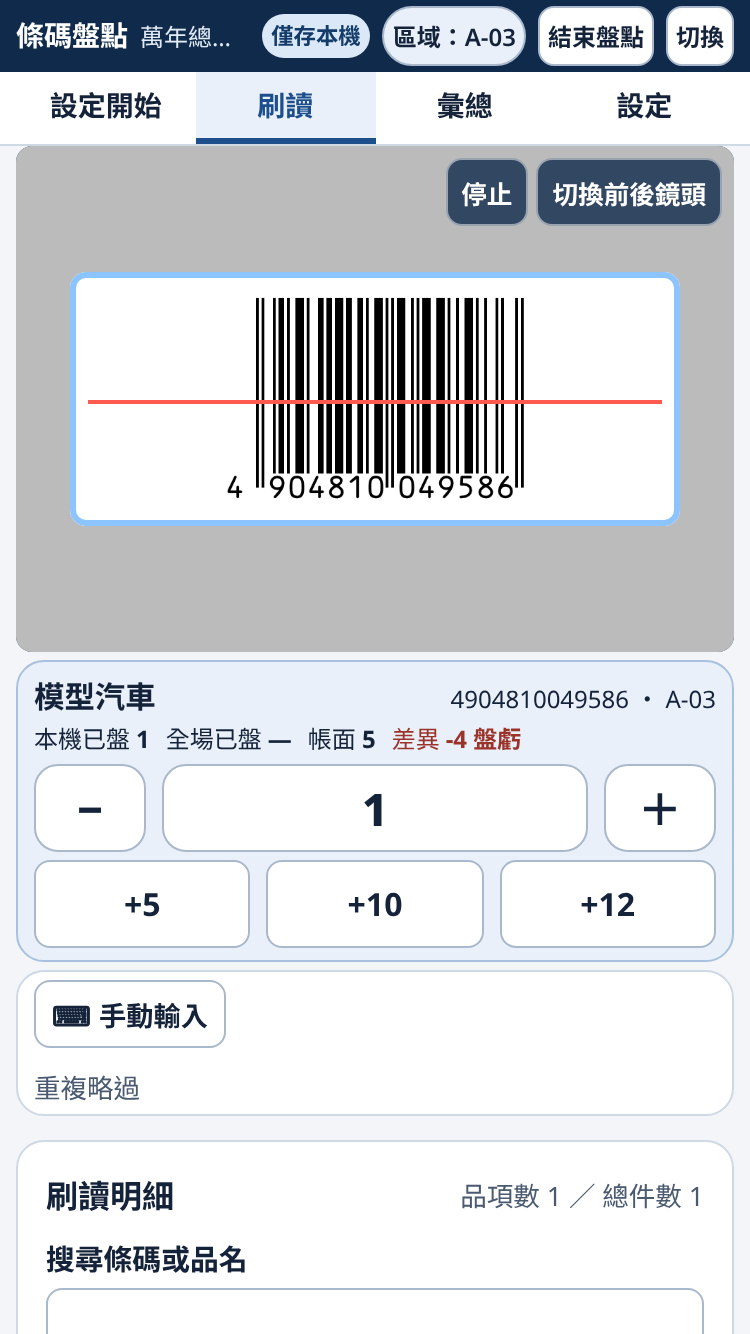 條碼盤點 萬年總... 僅存本機 區域：A-03 結束盤點 切換
設定開始 刷讀 彙總 設定
停止 切換前後鏡頭
4 904810 049586
模型汽車 4904810049586 • A-03
本機已盤 1 全場已盤 — 帳面 5 差異 -4 盤虧
− 1 +
+5 +10 +12
⌨ 手動輸入
重複略過
刷讀明細 品項數 1 ／ 總件數 1
搜尋條碼或品名